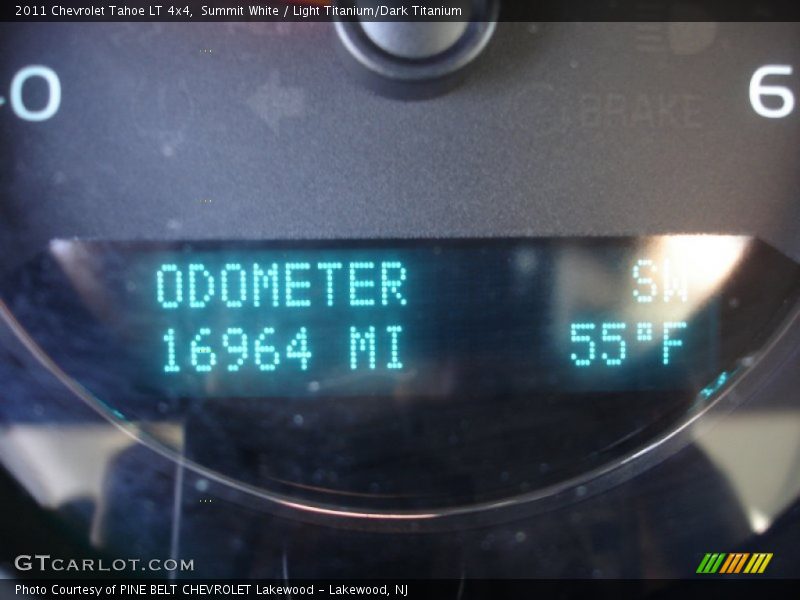 2011 Chevrolet Tahoe LT 4x4, Summit White / Light Titanium/Dark Titanium
0
6
BRAKE
ODOMETER SW
16964 MI 55°F
GTCARLOT.COM
Photo Courtesy of PINE BELT CHEVROLET Lakewood - Lakewood, NJ